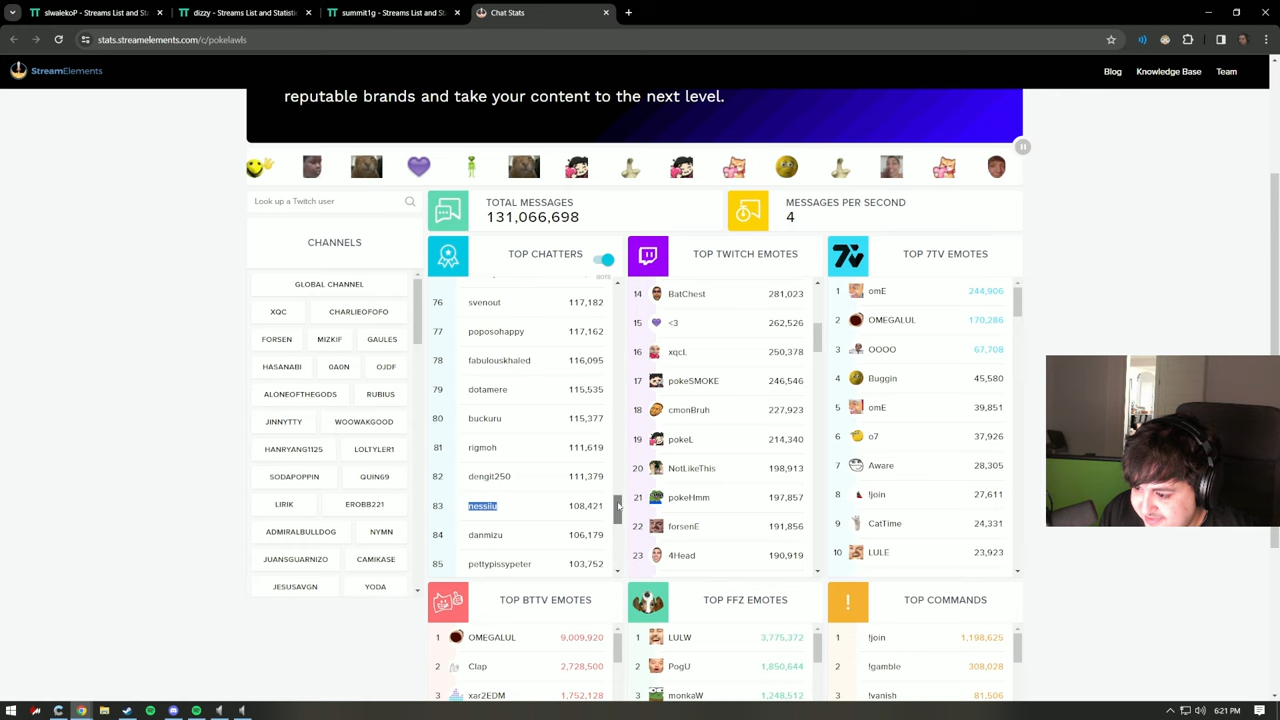 slwalekoP - Streams List and St
dizzy - Streams List and Statistic
summit1g - Streams List and St
Chat Stats
stats.streamelements.com/c/pokelawls
StreamElements
Blog
Knowledge Base
Team
reputable brands and take your content to the next level.
Look up a Twitch user
TOTAL MESSAGES
131,066,698
MESSAGES PER SECOND
4
CHANNELS
GLOBAL CHANNEL
XQC CHARLIEOFOFO
FORSEN MIZKIF GAULES
HASANABI 0A0N OJDF
ALONEOFTHEGODS RUBIUS
JINNYTTY WOOWAKGOOD
HANRYANG1125 LOLTYLER1
SODAPOPPIN QUIN69
LIRIK EROBB221
ADMIRALBULLDOG NYMN
JUANSGUARNIZO CAMIKASE
JESUSAVGN YODA
TOP CHATTERS
76 svenout 117,182
77 poposohappy 117,162
78 fabulouskhaled 116,095
79 dotamere 115,535
80 buckuru 115,377
81 rigmoh 111,619
82 dengit250 111,379
83 nessiiu 108,421
84 danmizu 106,179
85 pettypissypeter 103,752
TOP TWITCH EMOTES
14 BatChest 281,023
15 <3 262,526
16 xqcL 250,378
17 pokeSMOKE 246,546
18 cmonBruh 227,923
19 pokeL 214,340
20 NotLikeThis 198,913
21 pokeHmm 197,857
22 forsenE 191,856
23 4Head 190,919
TOP 7TV EMOTES
1 omE 244,906
2 OMEGALUL 170,286
3 OOOO 67,708
4 Buggin 45,580
5 omE 39,851
6 o7 37,926
7 Aware 28,305
8 !join 27,611
9 CatTime 24,331
10 LULE 23,923
TOP BTTV EMOTES
1 OMEGALUL 9,009,920
2 Clap 2,728,500
3 xar2EDM 1,752,128
TOP FFZ EMOTES
1 LULW 3,775,372
2 PogU 1,850,644
3 monkaW 1,248,512
TOP COMMANDS
1 !join 1,198,625
2 !gamble 308,028
3 !vanish 81,506
6:21 PM